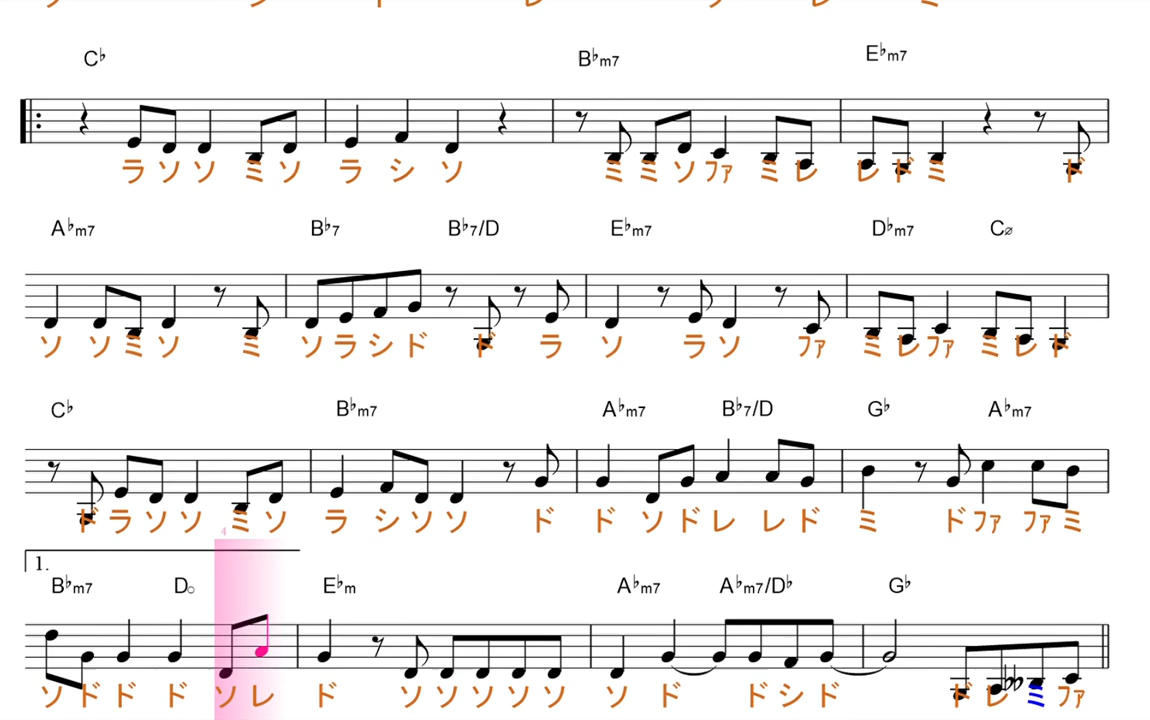 C♭ B♭m7 E♭m7
ラ ソ ソ ミ ソ ラ シ ソ ミ ミ ソ ファ ミ レ レ ド ミ ド
A♭m7 B♭7 B♭7/D E♭m7 D♭m7 C∅
ソ ソ ミ ソ ミ ソ ラ シ ド ド ラ ソ ラ ソ ファ ミ レ ファ ミ レ ド
C♭ B♭m7 A♭m7 B♭7/D G♭ A♭m7
ド ラ ソ ソ ミ ソ ラ シ ソ ソ ド ド ソ ド レ レ ド ミ ド ファ ファ ミ
4
1.
B♭m7 D○ E♭m A♭m7 A♭m7/D♭ G♭
ソ ド ド ド ソ レ ド ソ ソ ソ ソ ソ ソ ド ド シ ド ド レ ミ ファ